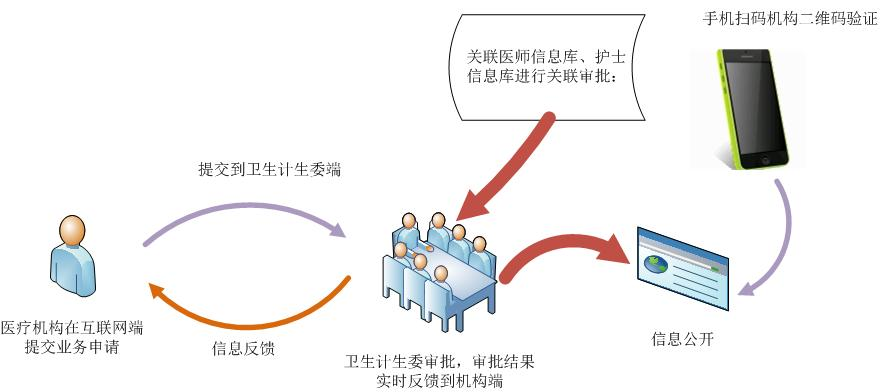 手机扫码机构二维码验证
关联医师信息库、护士
信息库进行关联审批：
提交到卫生计生委端
医疗机构在互联网端
提交业务申请
信息反馈
卫生计生委审批，审批结果
实时反馈到机构端
信息公开